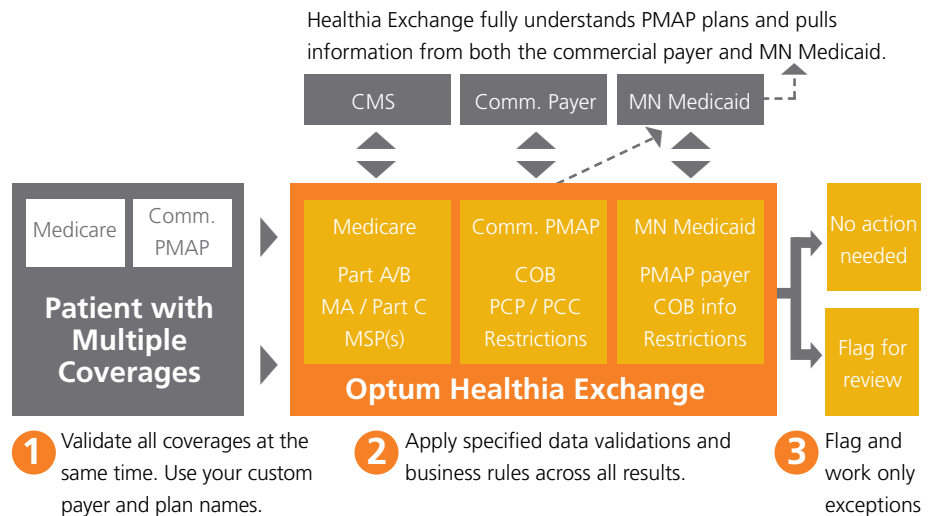 Healthia Exchange fully understands PMAP plans and pulls
information from both the commercial payer and MN Medicaid.
CMS
Comm. Payer
MN Medicaid
Medicare
Comm.
PMAP
Patient with
Multiple
Coverages
Medicare
Part A/B
MA / Part C
MSP(s)
Comm. PMAP
COB
PCP / PCC
Restrictions
MN Medicaid
PMAP payer
COB info
Restrictions
Optum Healthia Exchange
No action
needed
Flag for
review
1
Validate all coverages at the
same time. Use your custom
payer and plan names.
2
Apply specified data validations and
business rules across all results.
3
Flag and
work only
exceptions